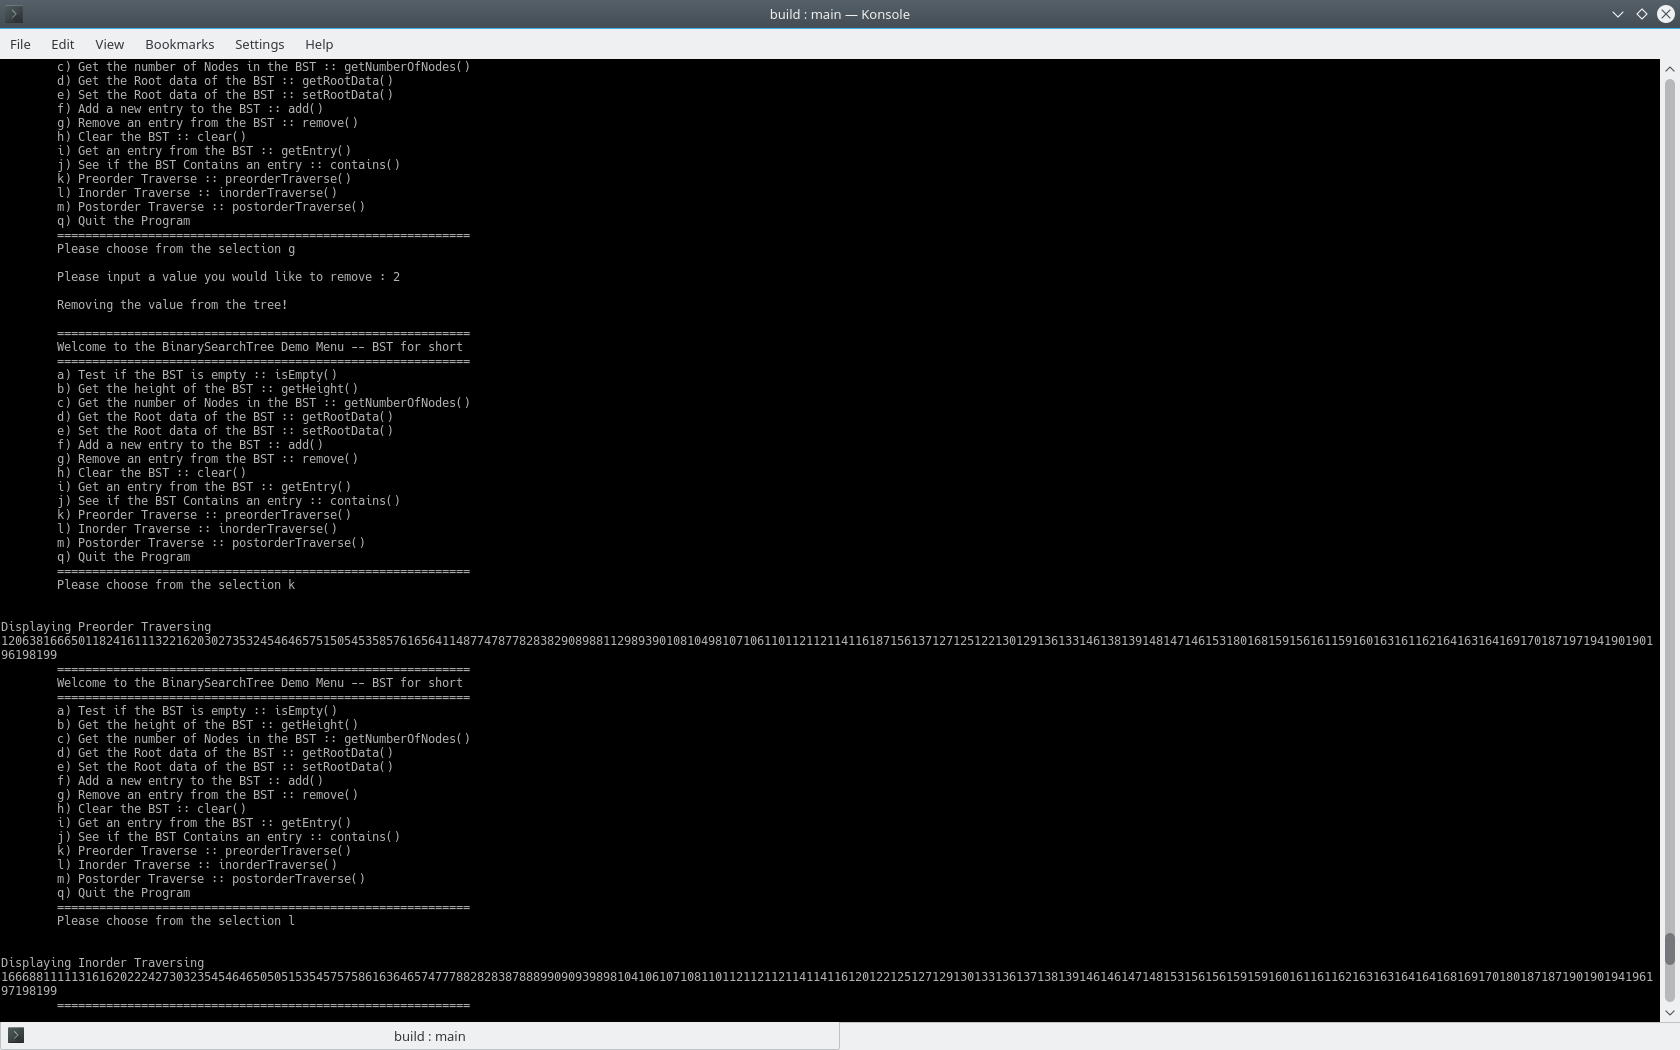 build : main — Konsole
File Edit View Bookmarks Settings Help
c) Get the number of Nodes in the BST :: getNumberOfNodes()
d) Get the Root data of the BST :: getRootData()
e) Set the Root data of the BST :: setRootData()
f) Add a new entry to the BST :: add()
g) Remove an entry from the BST :: remove()
h) Clear the BST :: clear()
i) Get an entry from the BST :: getEntry()
j) See if the BST Contains an entry :: contains()
k) Preorder Traverse :: preorderTraverse()
l) Inorder Traverse :: inorderTraverse()
m) Postorder Traverse :: postorderTraverse()
q) Quit the Program
===========================================================
Please choose from the selection g
Please input a value you would like to remove : 2
Removing the value from the tree!
===========================================================
Welcome to the BinarySearchTree Demo Menu -- BST for short
===========================================================
a) Test if the BST is empty :: isEmpty()
b) Get the height of the BST :: getHeight()
c) Get the number of Nodes in the BST :: getNumberOfNodes()
d) Get the Root data of the BST :: getRootData()
e) Set the Root data of the BST :: setRootData()
f) Add a new entry to the BST :: add()
g) Remove an entry from the BST :: remove()
h) Clear the BST :: clear()
i) Get an entry from the BST :: getEntry()
j) See if the BST Contains an entry :: contains()
k) Preorder Traverse :: preorderTraverse()
l) Inorder Traverse :: inorderTraverse()
m) Postorder Traverse :: postorderTraverse()
q) Quit the Program
===========================================================
Please choose from the selection k
Displaying Preorder Traversing
120638166650118241611132216203027353245464657515054535857616564114877478778283829089881129893901081049810710611011211211411618715613712712512213012913613314613813914814714615318016815915616115916016316116216416316416917018719719419019019
96198199
===========================================================
Welcome to the BinarySearchTree Demo Menu -- BST for short
===========================================================
a) Test if the BST is empty :: isEmpty()
b) Get the height of the BST :: getHeight()
c) Get the number of Nodes in the BST :: getNumberOfNodes()
d) Get the Root data of the BST :: getRootData()
e) Set the Root data of the BST :: setRootData()
f) Add a new entry to the BST :: add()
g) Remove an entry from the BST :: remove()
h) Clear the BST :: clear()
i) Get an entry from the BST :: getEntry()
j) See if the BST Contains an entry :: contains()
k) Preorder Traverse :: preorderTraverse()
l) Inorder Traverse :: inorderTraverse()
m) Postorder Traverse :: postorderTraverse()
q) Quit the Program
===========================================================
Please choose from the selection l
Displaying Inorder Traversing
97198199
===========================================================
build : main